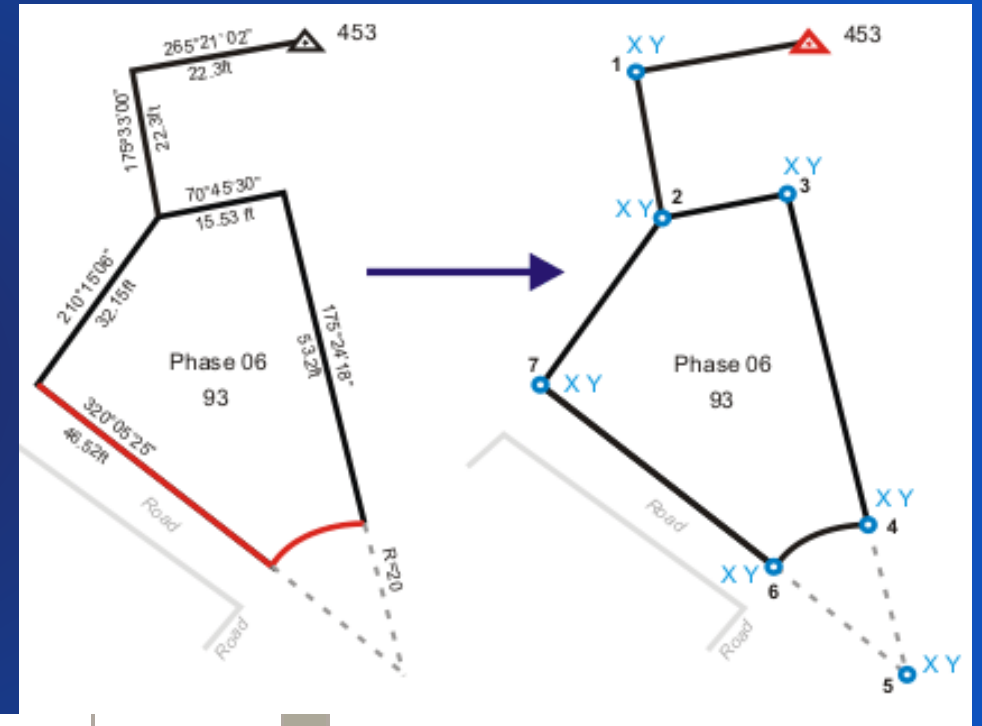 453
265°21`02"
22.3ft
175°33'00"
22.3ft
70°45'30"
15.53 ft
210°15'06"
32.15ft
175°24'18"
53.2ft
Phase 06
93
320°05'25"
46.52ft
Road
Road
R=20
453
X Y
1
X Y
2
X Y
3
Phase 06
93
7
X Y
Road
Road
X Y
4
X Y
6
X Y
5